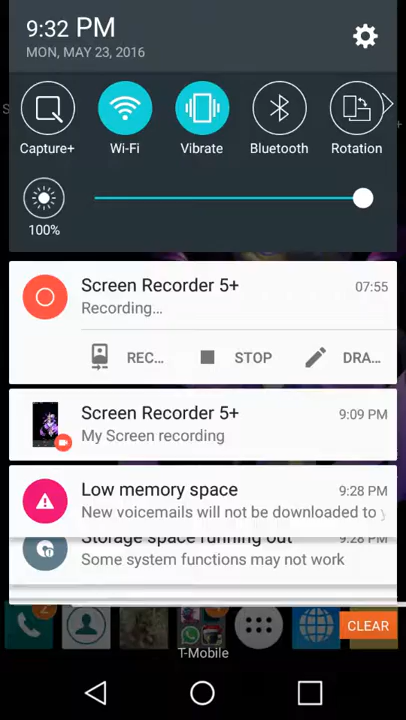 9:32 PM
MON, MAY 23, 2016
Capture+
Wi-Fi
Vibrate
Bluetooth
Rotation
100%
Screen Recorder 5+
07:55
Recording...
REC...
STOP
DRA...
Screen Recorder 5+
9:09 PM
My Screen recording
Low memory space
9:28 PM
New voicemails will not be downloaded to y
Storage space running out
9:28 PM
Some system functions may not work
2
CLEAR
T-Mobile